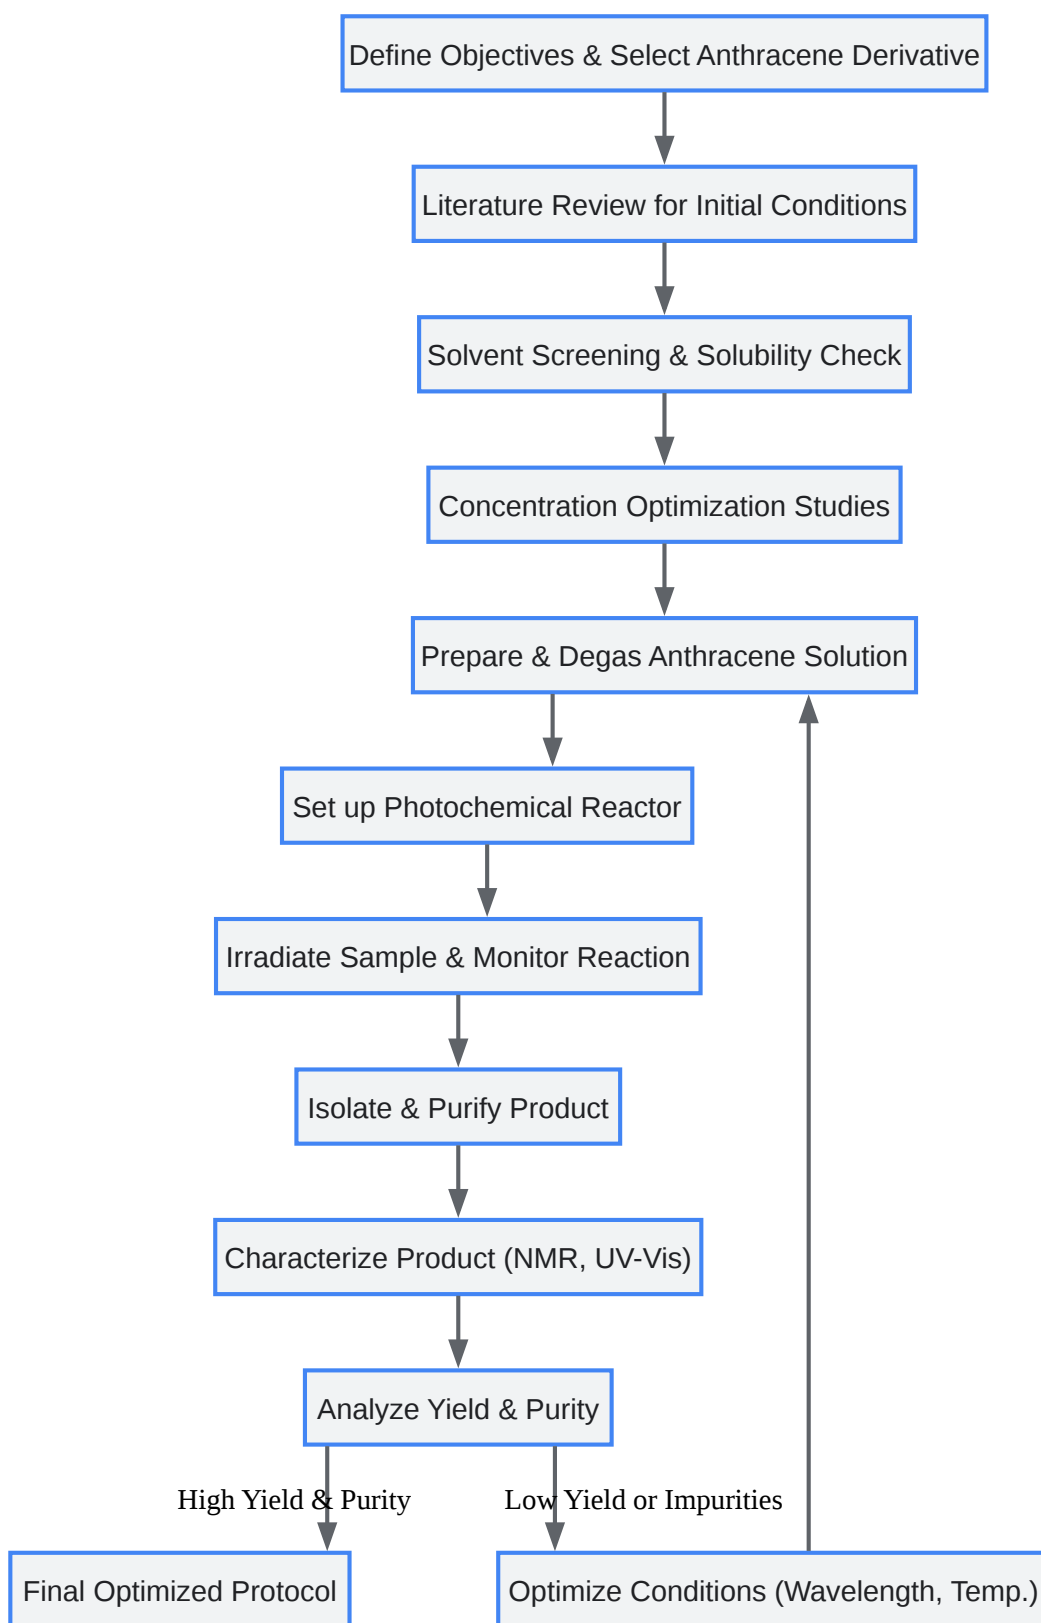 Define Objectives & Select Anthracene Derivative
Literature Review for Initial Conditions
Solvent Screening & Solubility Check
Concentration Optimization Studies
Prepare & Degas Anthracene Solution
Set up Photochemical Reactor
Irradiate Sample & Monitor Reaction
Isolate & Purify Product
Characterize Product (NMR, UV-Vis)
Analyze Yield & Purity
High Yield & Purity
Low Yield or Impurities
Final Optimized Protocol
Optimize Conditions (Wavelength, Temp.)